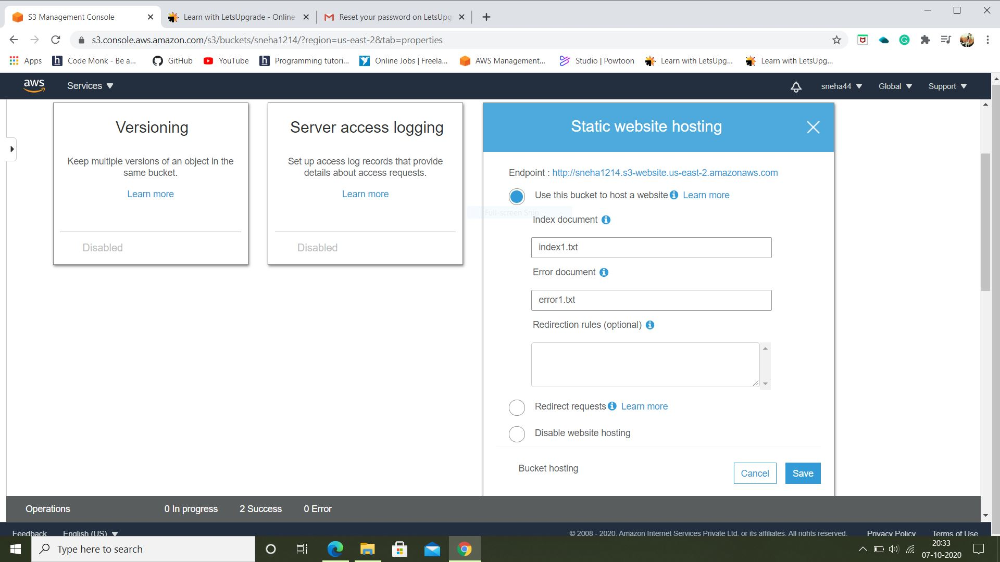 S3 Management Console
Learn with LetsUpgrade - Online
Reset your password on LetsUpg
s3.console.aws.amazon.com/s3/buckets/sneha1214/?region=us-east-2&tab=properties
Apps
Code Monk - Be a...
GitHub
YouTube
Programming tutori...
Online Jobs | Freela...
AWS Management...
Studio | Powtoon
Learn with LetsUpg...
Learn with LetsUpg...
aws
Services
sneha44
Global
Support
Versioning
Keep multiple versions of an object in the
same bucket.
Learn more
Disabled
Server access logging
Set up access log records that provide
details about access requests.
Learn more
Disabled
Static website hosting
Endpoint : http://sneha1214.s3-website.us-east-2.amazonaws.com
Use this bucket to host a website Learn more
Full-screen Snip
Index document
index1.txt
Error document
error1.txt
Redirection rules (optional)
Redirect requests Learn more
Disable website hosting
Bucket hosting
Cancel
Save
Operations
0 In progress
2 Success
0 Error
Feedback
English (US)
© 2008 - 2020, Amazon Internet Services Private Ltd. or its affiliates. All rights reserved.
Privacy Policy
Terms of Use
Type here to search
20:33
07-10-2020